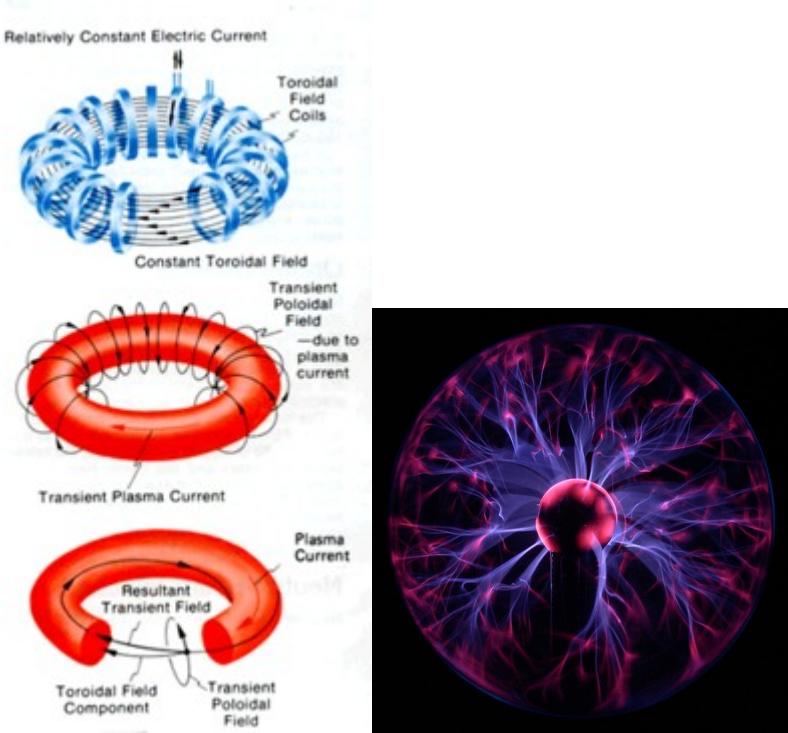 Relatively Constant Electric Current
Toroidal
Field
Coils
Constant Toroidal Field
Transient
Poloidal
Field
—due to
plasma
current
Transient Plasma Current
Plasma
Current
Resultant
Transient Field
Toroidal Field
Component
Transient
Poloidal
Field